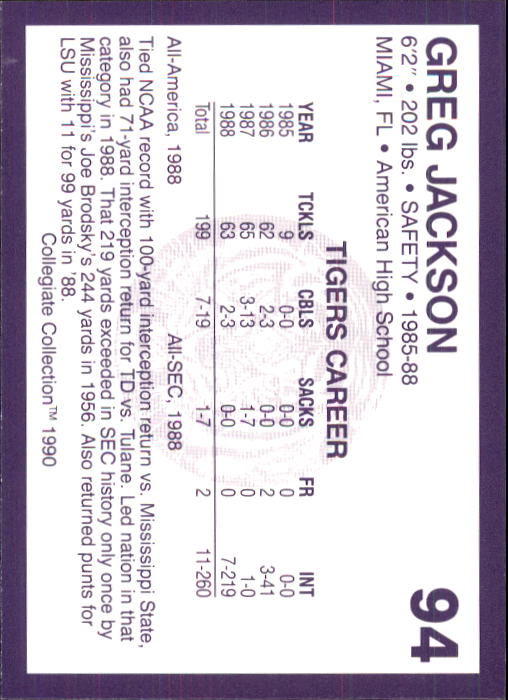 GREG JACKSON 94
6'2" • 202 lbs. • SAFETY • 1985-88
MIAMI, FL • American High School
TIGERS CAREER
YEAR TCKLS CBLS SACKS FR INT
1985 9 0-0 0-0 0 0-0
1986 62 2-3 0-0 2 3-41
1987 65 3-13 1-7 0 1-0
1988 63 2-3 0-0 0 7-219
Total 199 7-19 1-7 2 11-260
All-America, 1988 All-SEC, 1988
Tied NCAA record with 100-yard interception return vs. Mississippi State,
also had 71-yard interception return for TD vs. Tulane. Led nation in that
category in 1988. That 219 yards exceeded in SEC history only once by
Mississippi's Joe Brodsky's 244 yards in 1956. Also returned punts for
LSU with 11 for 99 yards in '88.
Collegiate Collection™ 1990